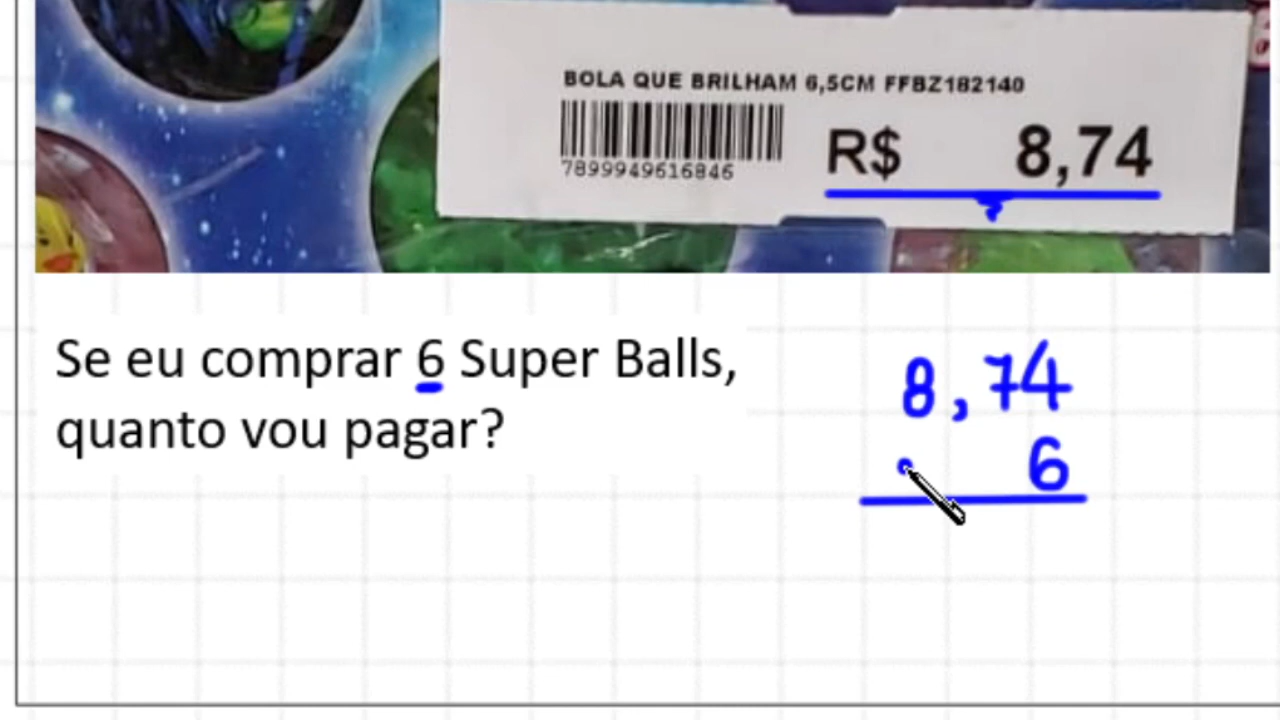 BOLA QUE BRILHAM 6,5CM FFBZ182140
7899949616846
R$ 8,74
Se eu comprar 6 Super Balls,
quanto vou pagar?
8,74
. 6